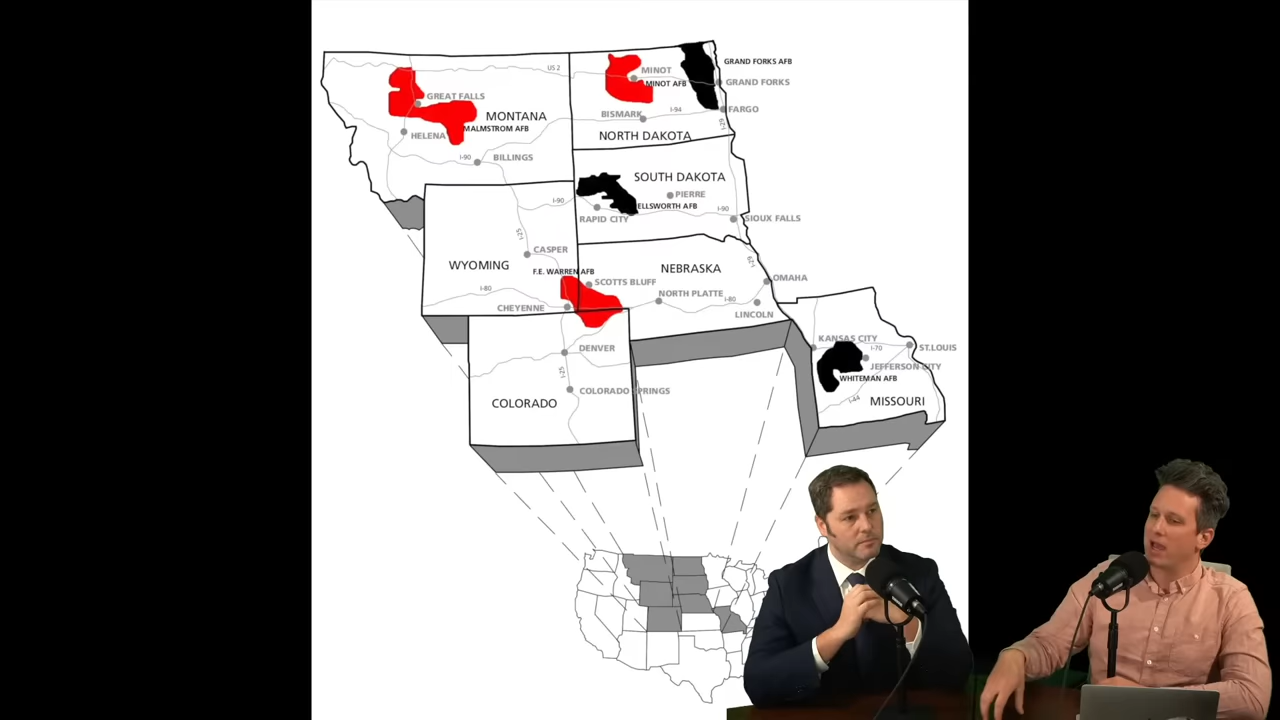 GRAND FORKS AFB
US 2
MINOT
MINOT AFB
GRAND FORKS
GREAT FALLS
MONTANA
MALMSTROM AFB
HELENA
BISMARK
I-94
FARGO
I-29
NORTH DAKOTA
I-90
BILLINGS
SOUTH DAKOTA
PIERRE
I-90
ELLSWORTH AFB
RAPID CITY
I-90
SIOUX FALLS
I-25
CASPER
WYOMING
F.E. WARREN AFB
NEBRASKA
I-29
OMAHA
SCOTTS BLUFF
I-80
NORTH PLATTE
I-80
CHEYENNE
LINCOLN
KANSAS CITY
I-70
ST.LOUIS
DENVER
JEFFERSON CITY
I-25
WHITEMAN AFB
COLORADO SPRINGS
I-44
MISSOURI
COLORADO